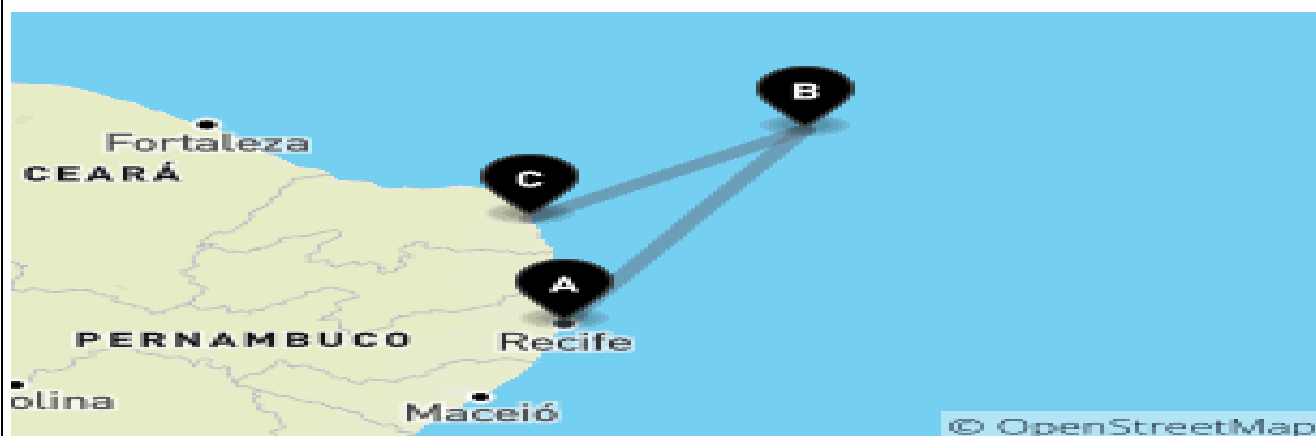 B
Fortaleza
CEARÁ
C
A
PERNAMBUCO
Recife
olina
Maceió
© OpenStreetMap